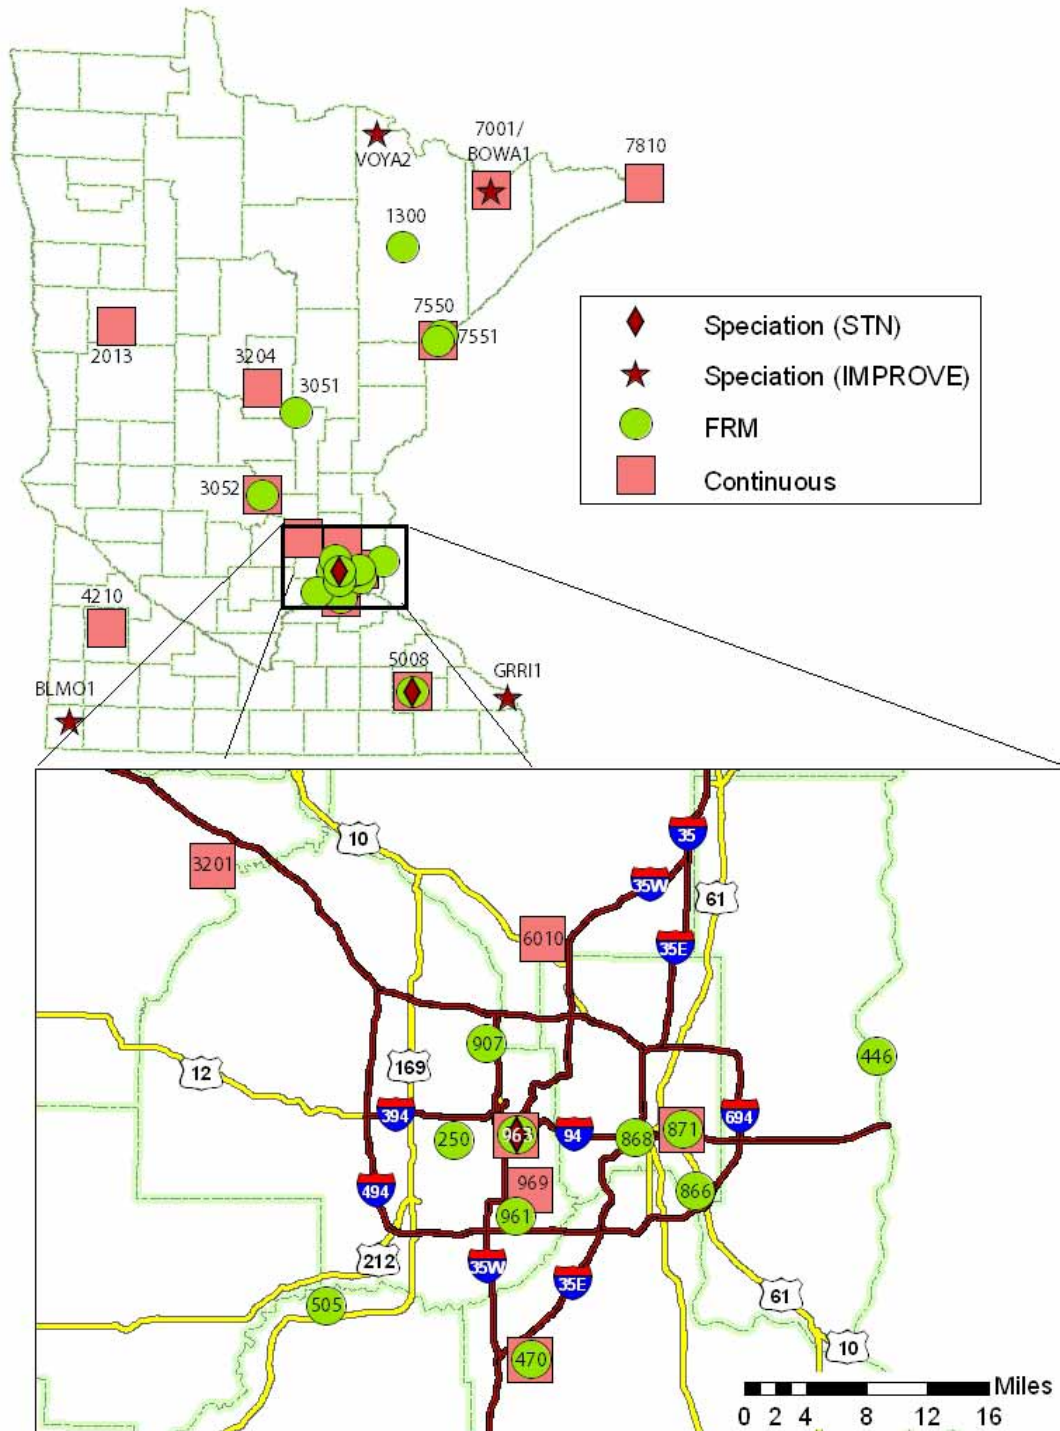 7001/
BOWA1
7810
VOYA2
1300
7550
7551
2013
3204
3051
3052
4210
5008
BLMO1
GRRI1
Speciation (STN)
Speciation (IMPROVE)
FRM
Continuous
10
35
3201
35W
61
6010
35E
907
446
12
169
394
250
963
94
868
871
694
494
969
866
961
212
35W
35E
61
505
10
470
Miles
0 2 4 8 12 16